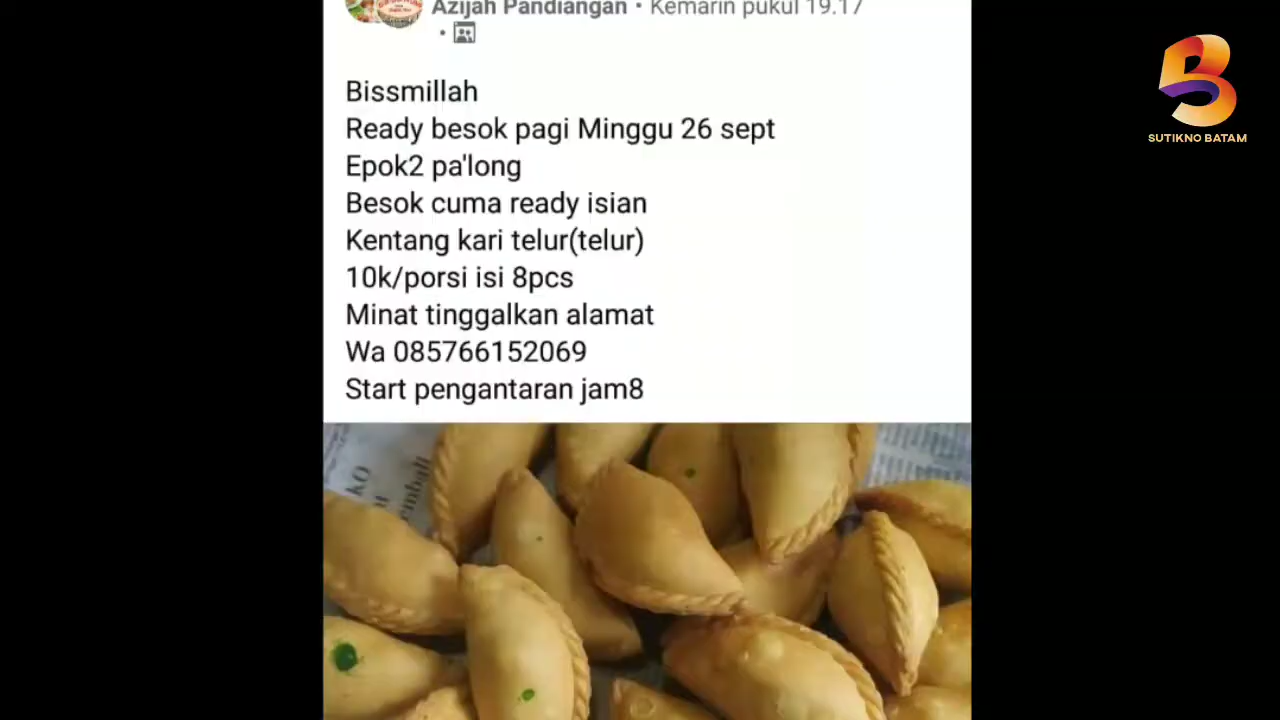 Azijah Pandiangan • Kemarin pukul 19.17
Bissmillah
Ready besok pagi Minggu 26 sept
Epok2 pa'long
Besok cuma ready isian
Kentang kari telur(telur)
10k/porsi isi 8pcs
Minat tinggalkan alamat
Wa 085766152069
Start pengantaran jam8
SUTIKNO BATAM